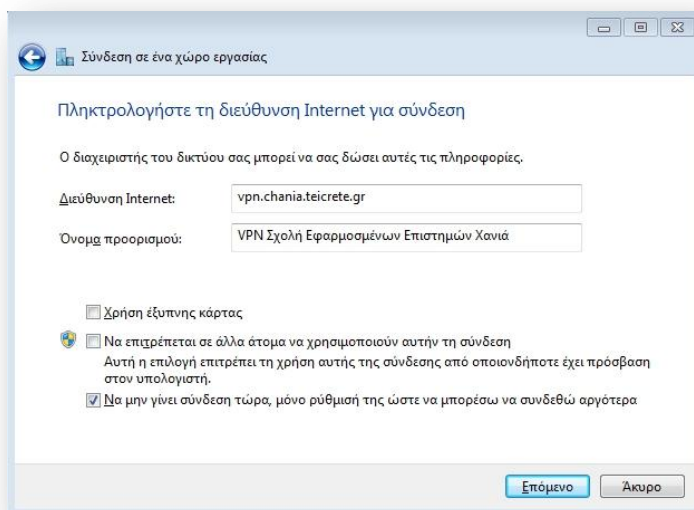 Σύνδεση σε ένα χώρο εργασίας
Πληκτρολογήστε τη διεύθυνση Internet για σύνδεση
Ο διαχειριστής του δικτύου σας μπορεί να σας δώσει αυτές τις πληροφορίες.
Διεύθυνση Internet: vpn.chania.teicrete.gr
Όνομα προορισμού: VPN Σχολή Εφαρμοσμένων Επιστημών Χανιά
Χρήση έξυπνης κάρτας
Να επιτρέπεται σε άλλα άτομα να χρησιμοποιούν αυτήν τη σύνδεση
Αυτή η επιλογή επιτρέπει τη χρήση αυτής της σύνδεσης από οποιονδήποτε έχει πρόσβαση
στον υπολογιστή.
Να μην γίνει σύνδεση τώρα, μόνο ρύθμισή της ώστε να μπορέσω να συνδεθώ αργότερα
Επόμενο Άκυρο